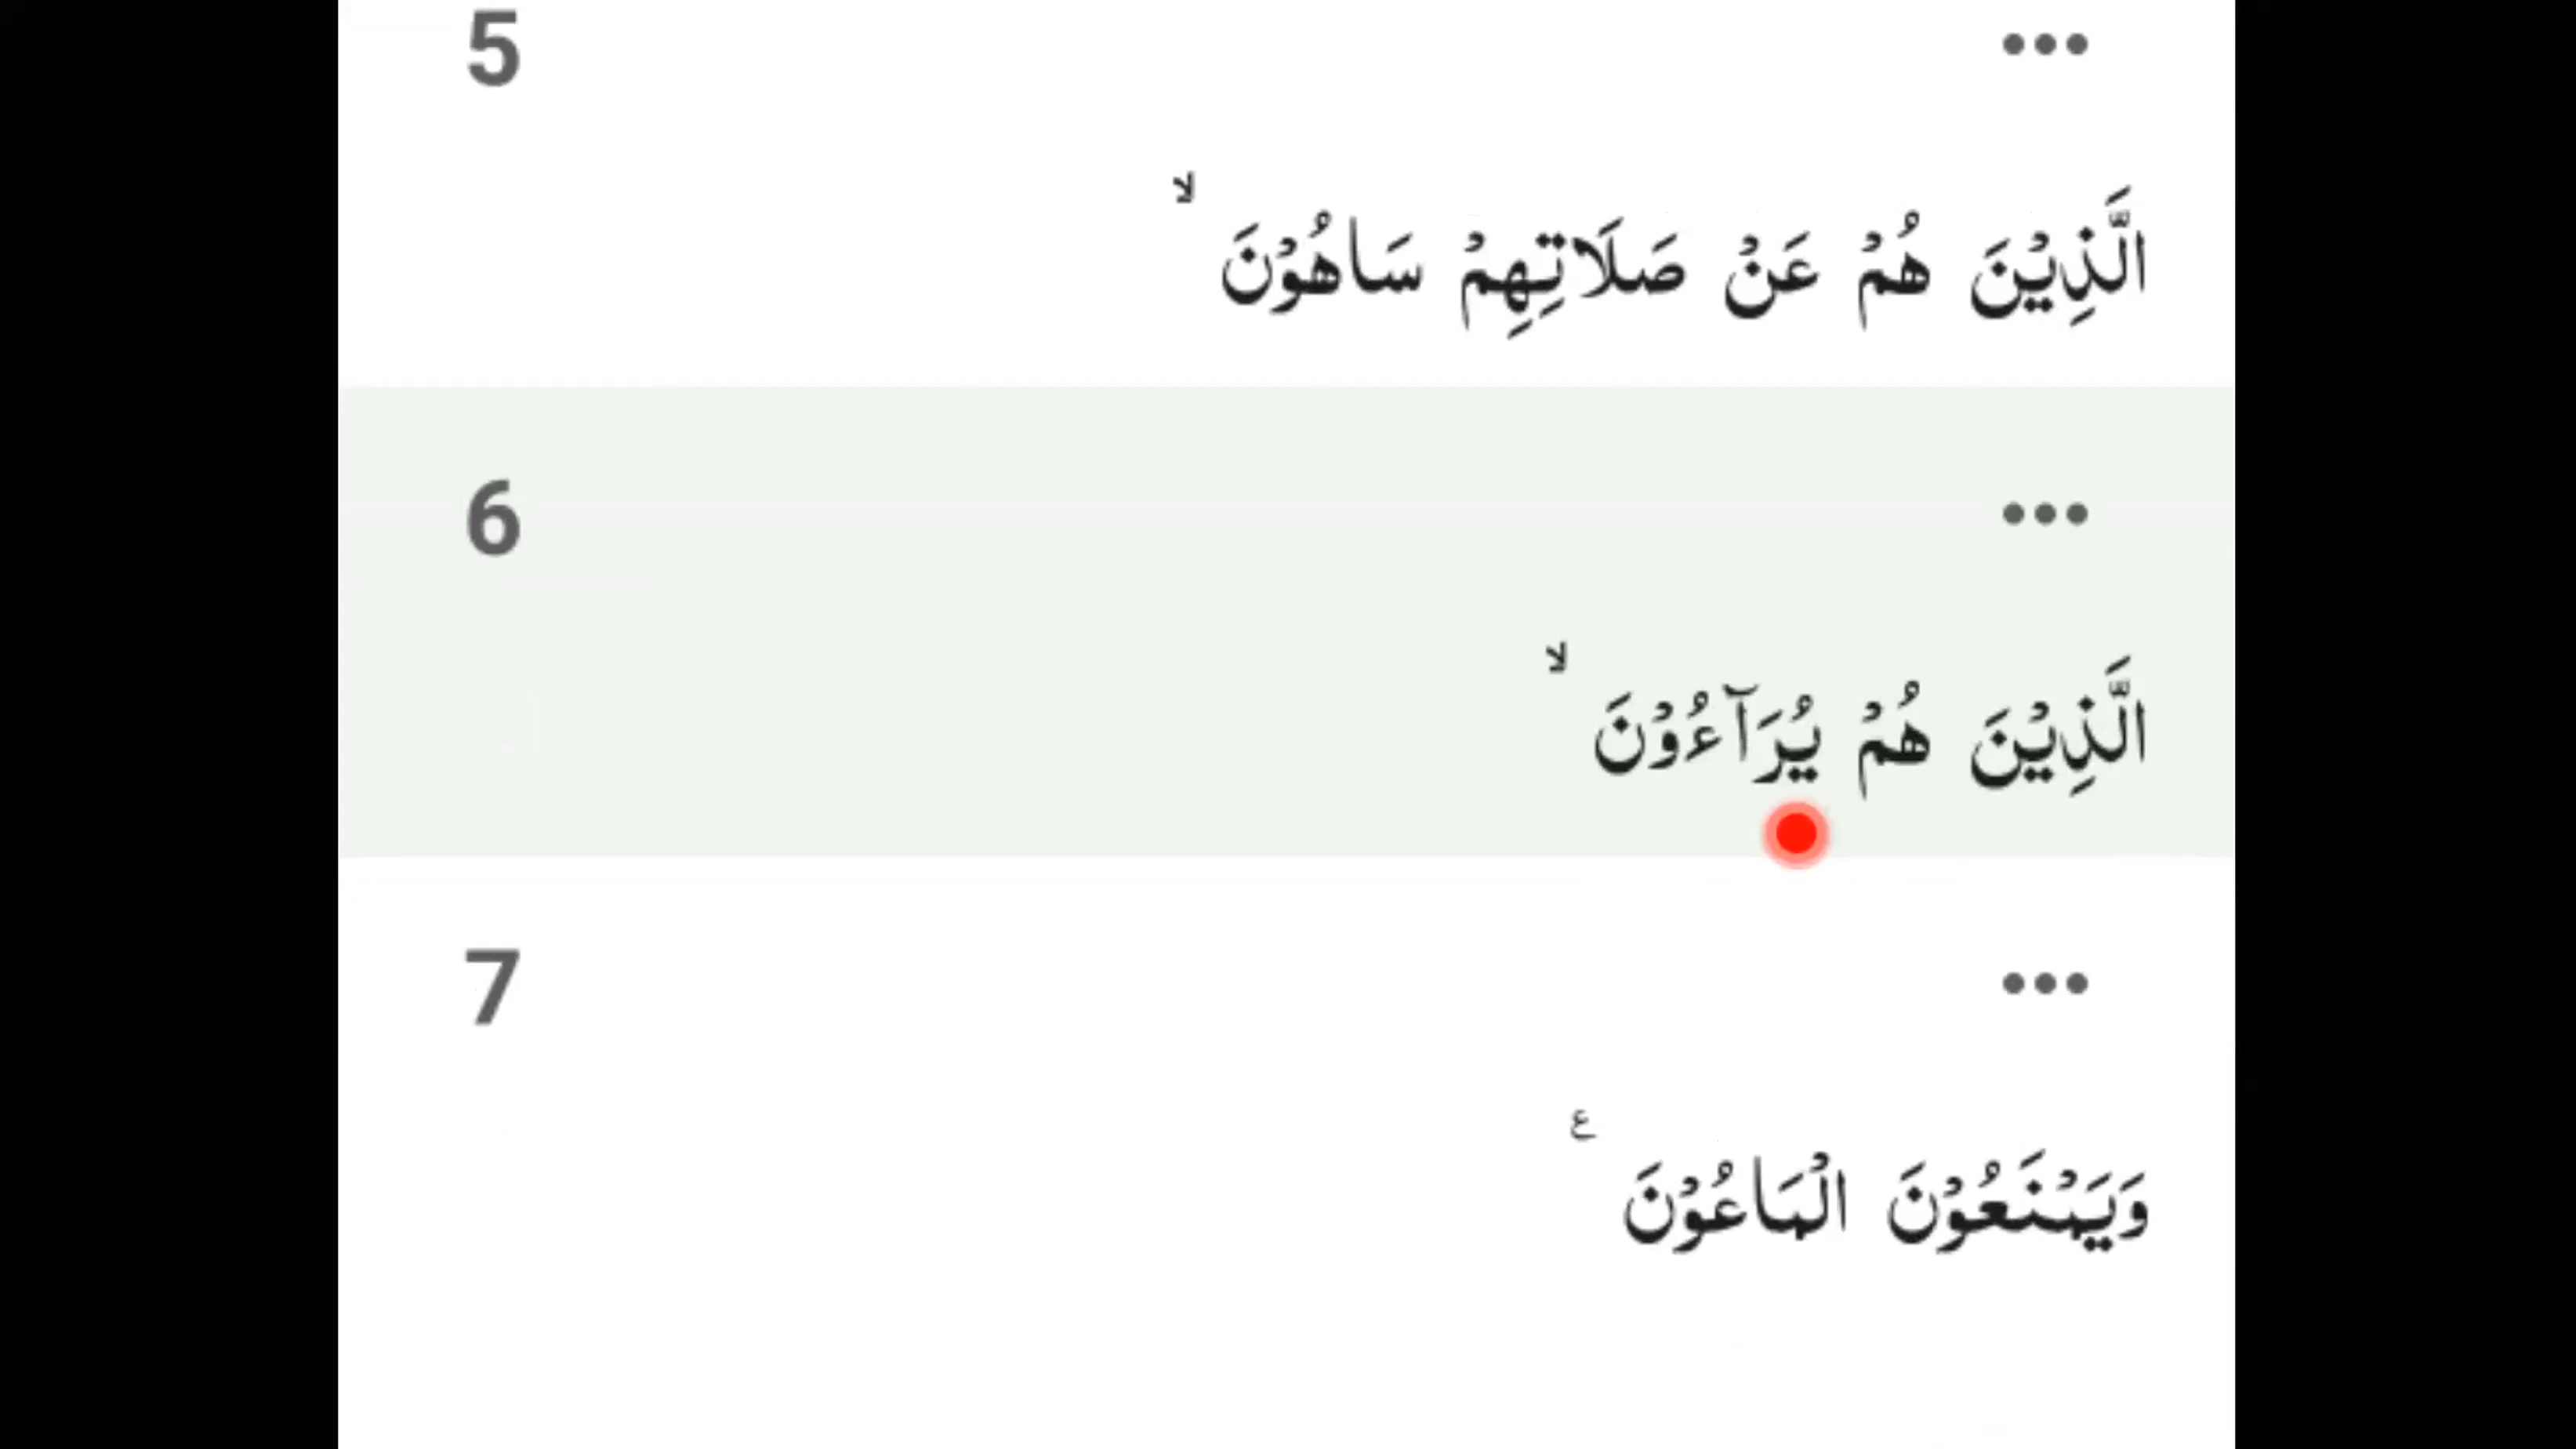 5
الَّذِيْنَ هُمْ عَنْ صَلَاتِهِمْ سَاهُوْنَ ۙ
6
الَّذِيْنَ هُمْ يُرَآءُوْنَ ۙ
7
وَيَمْنَعُوْنَ الْمَاعُوْنَ ࣖ